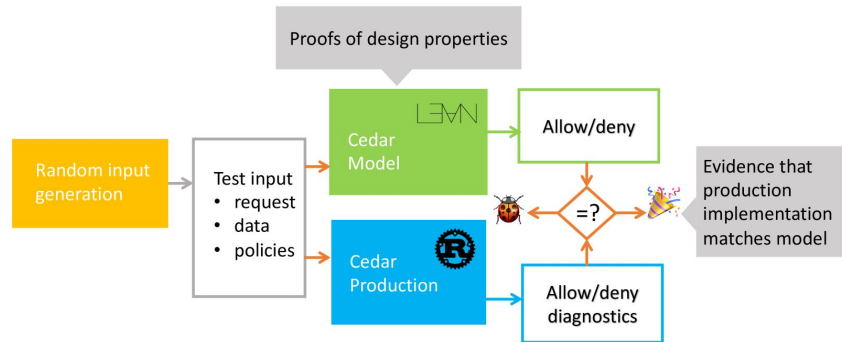 Proofs of design properties
LEAN
Cedar
Model
Allow/deny
Random input
generation
Test input
• request
• data
• policies
=?
Evidence that
production
implementation
matches model
R
Cedar
Production
Allow/deny
diagnostics